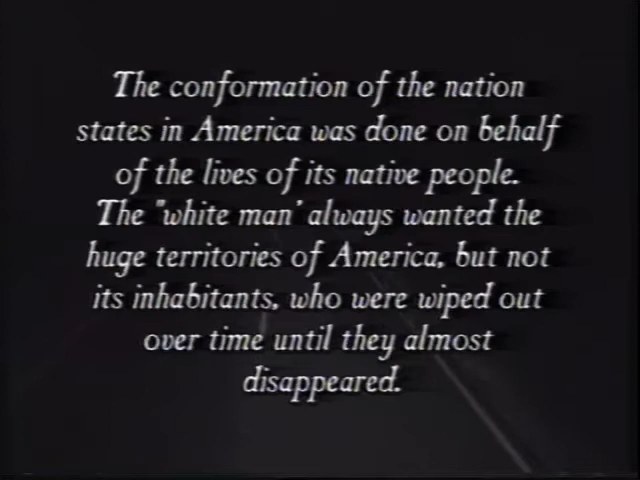 The conformation of the nation
states in America was done on behalf
of the lives of its native people.
The "white man' always wanted the
huge territories of America, but not
its inhabitants, who were wiped out
over time until they almost
disappeared.